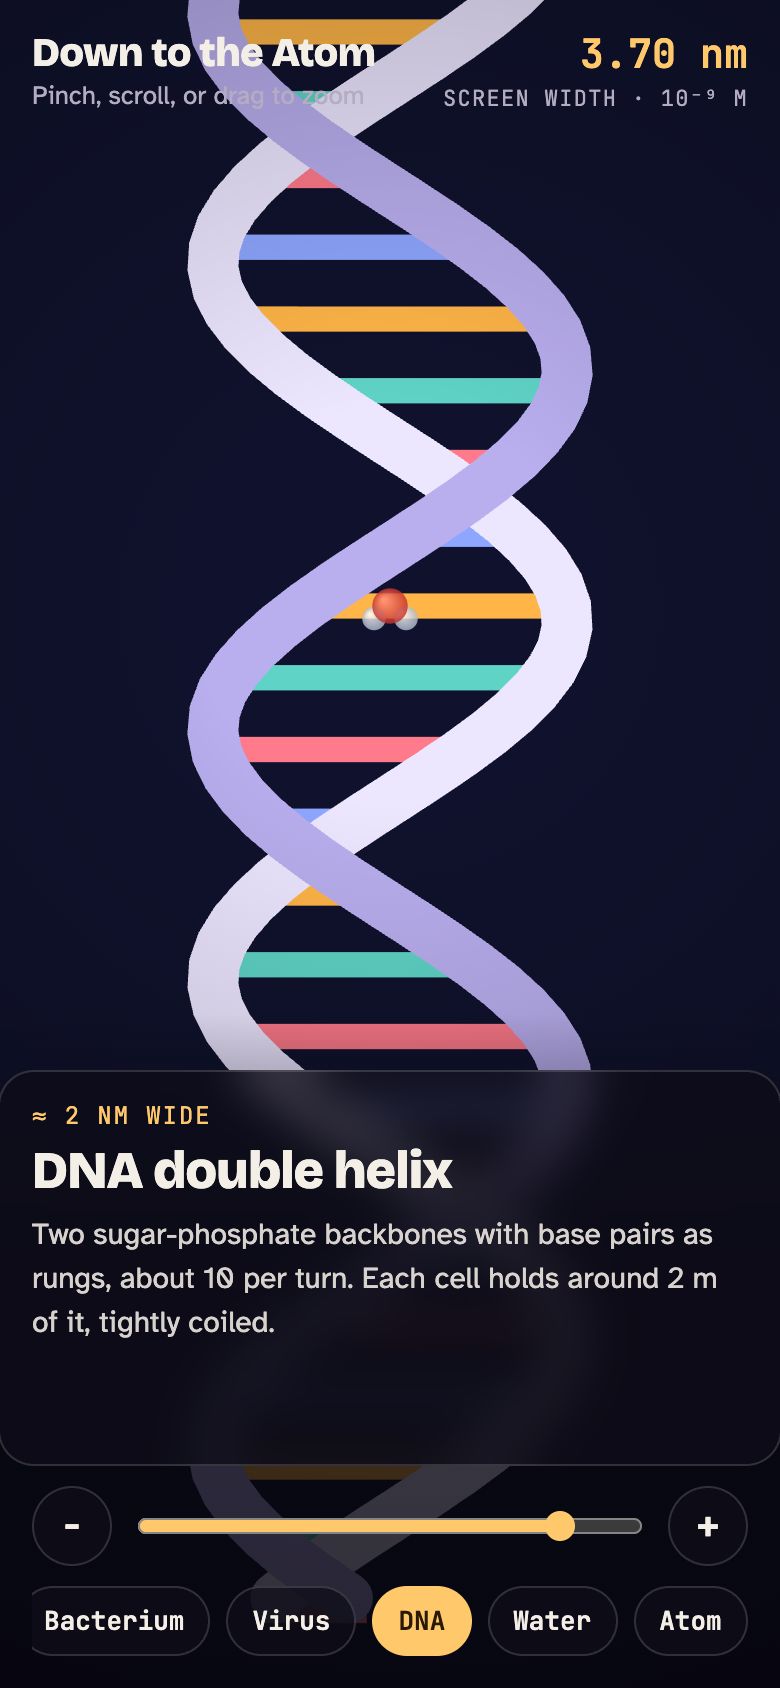 Down to the Atom
3.70 nm
Pinch, scroll, or drag to zoom
SCREEN WIDTH · 10⁻⁹ M
≈ 2 NM WIDE
DNA double helix
Two sugar-phosphate backbones with base pairs as
rungs, about 10 per turn. Each cell holds around 2 m
of it, tightly coiled.
-
+
Bacterium
Virus
DNA
Water
Atom